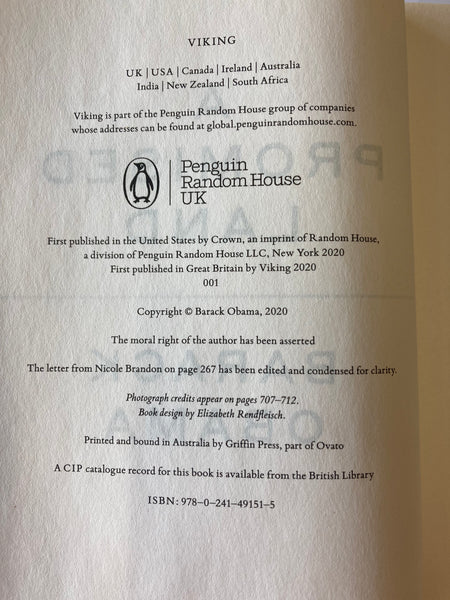 VIKING
UK | USA | Canada | Ireland | Australia
India | New Zealand | South Africa
Viking is part of the Penguin Random House group of companies
whose addresses can be found at global.penguinrandomhouse.com.
Penguin
Random House
UK
First published in the United States by Crown, an imprint of Random House,
a division of Penguin Random House LLC, New York 2020
First published in Great Britain by Viking 2020
001
Copyright © Barack Obama, 2020
The moral right of the author has been asserted
The letter from Nicole Brandon on page 267 has been edited and condensed for clarity.
Photograph credits appear on pages 707–712.
Book design by Elizabeth Rendfleisch.
Printed and bound in Australia by Griffin Press, part of Ovato
A CIP catalogue record for this book is available from the British Library
ISBN: 978–0–241–49151–5